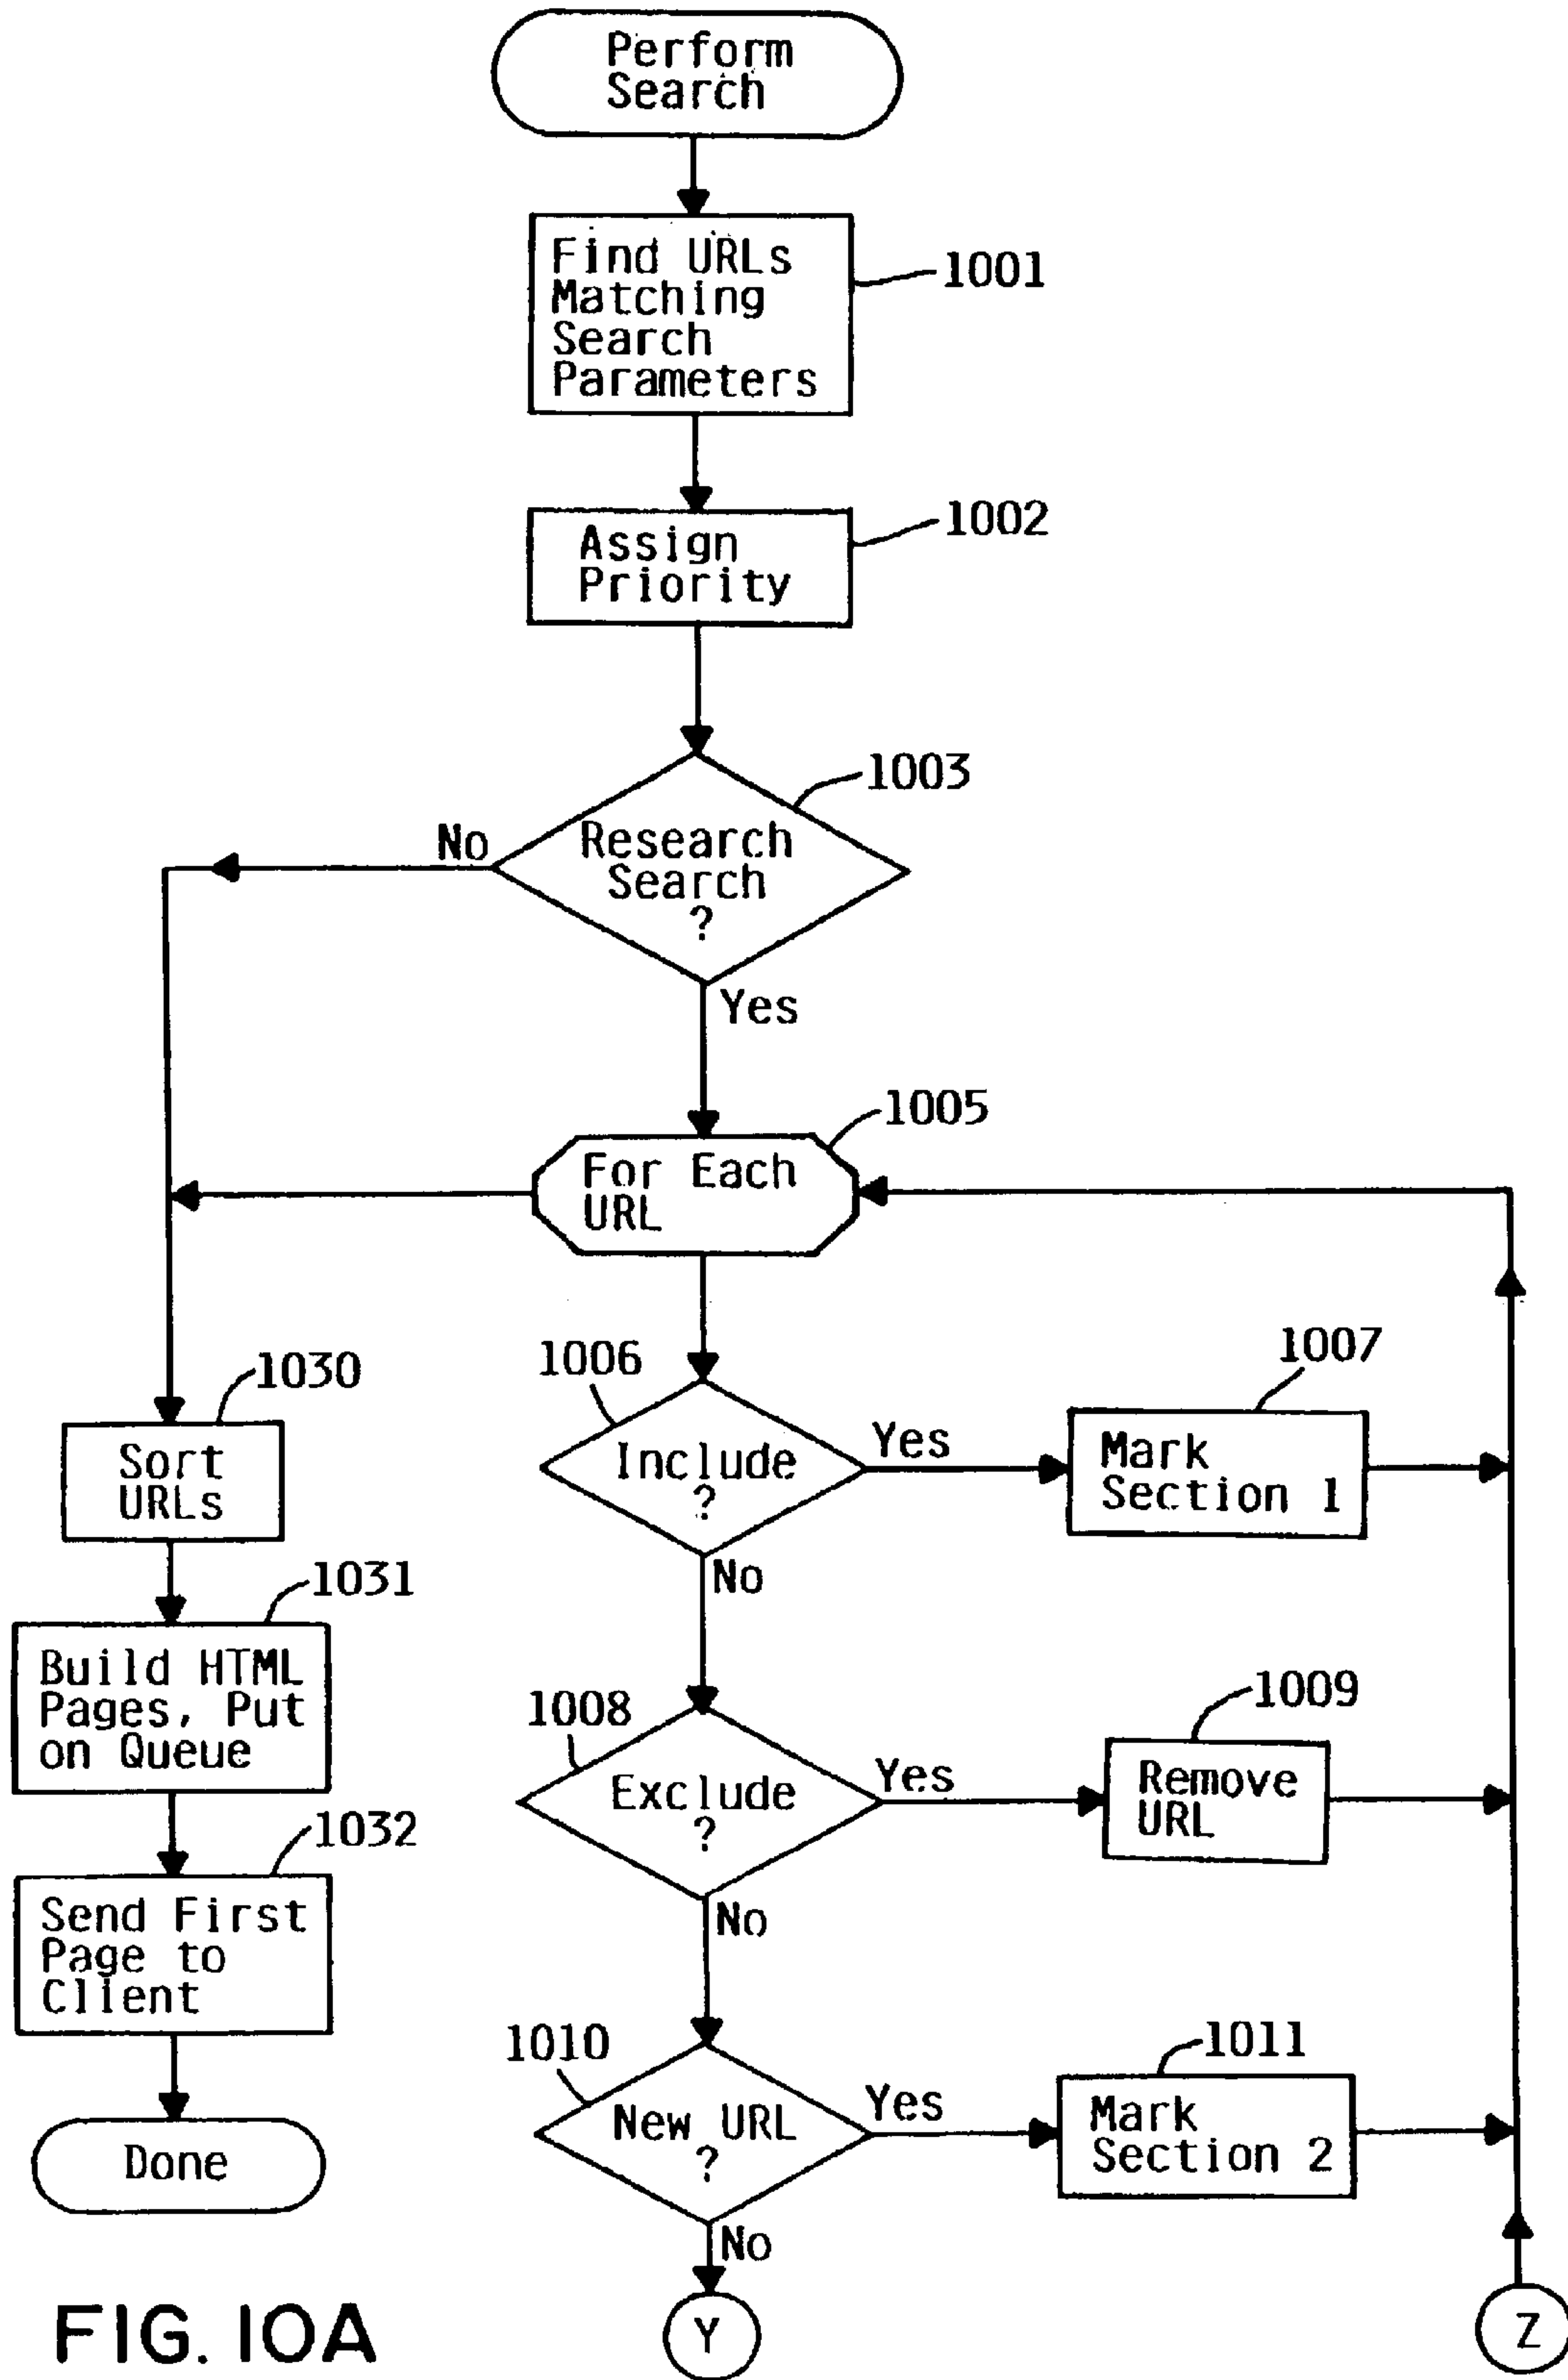 Perform
Search
Find URLs
Matching
Search
Parameters
1001
Assign
Priority
1002
Research
Search
?
1003
No
Yes
For Each
URL
1005
Include
?
1006
Yes
No
Mark
Section 1
1007
Exclude
?
1008
Yes
No
Remove
URL
1009
New URL
?
1010
Yes
No
Mark
Section 2
1011
Y
Z
Sort
URLs
1030
Build HTML
Pages, Put
on Queue
1031
Send First
Page to
Client
1032
Done
FIG. 10A